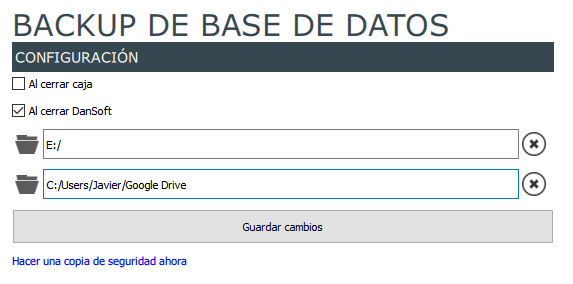 BACKUP DE BASE DE DATOS
CONFIGURACIÓN
Al cerrar caja
Al cerrar DanSoft
E:/
C:/Users/Javier/Google Drive
Guardar cambios
Hacer una copia de seguridad ahora